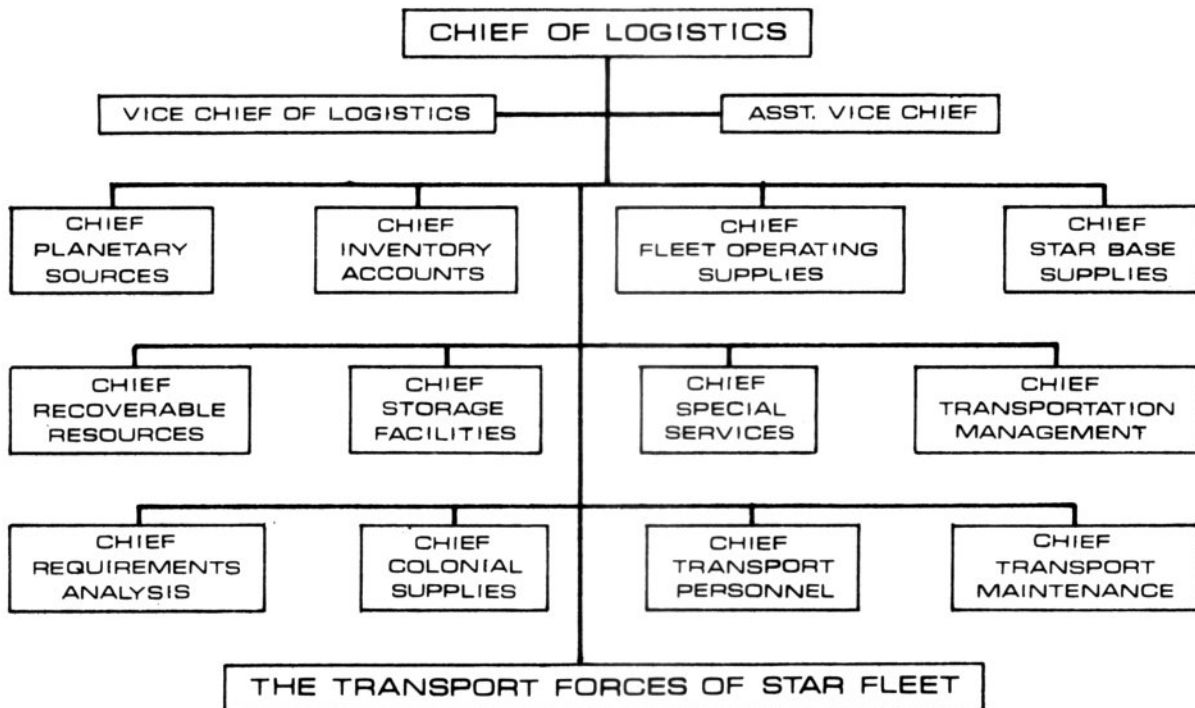 CHIEF OF LOGISTICS
VICE CHIEF OF LOGISTICS
ASST. VICE CHIEF
CHIEF
PLANETARY
SOURCES
CHIEF
INVENTORY
ACCOUNTS
CHIEF
FLEET OPERATING
SUPPLIES
CHIEF
STAR BASE
SUPPLIES
CHIEF
RECOVERABLE
RESOURCES
CHIEF
STORAGE
FACILITIES
CHIEF
SPECIAL
SERVICES
CHIEF
TRANSPORTATION
MANAGEMENT
CHIEF
REQUIREMENTS
ANALYSIS
CHIEF
COLONIAL
SUPPLIES
CHIEF
TRANSPORT
PERSONNEL
CHIEF
TRANSPORT
MAINTENANCE
THE TRANSPORT FORCES OF STAR FLEET